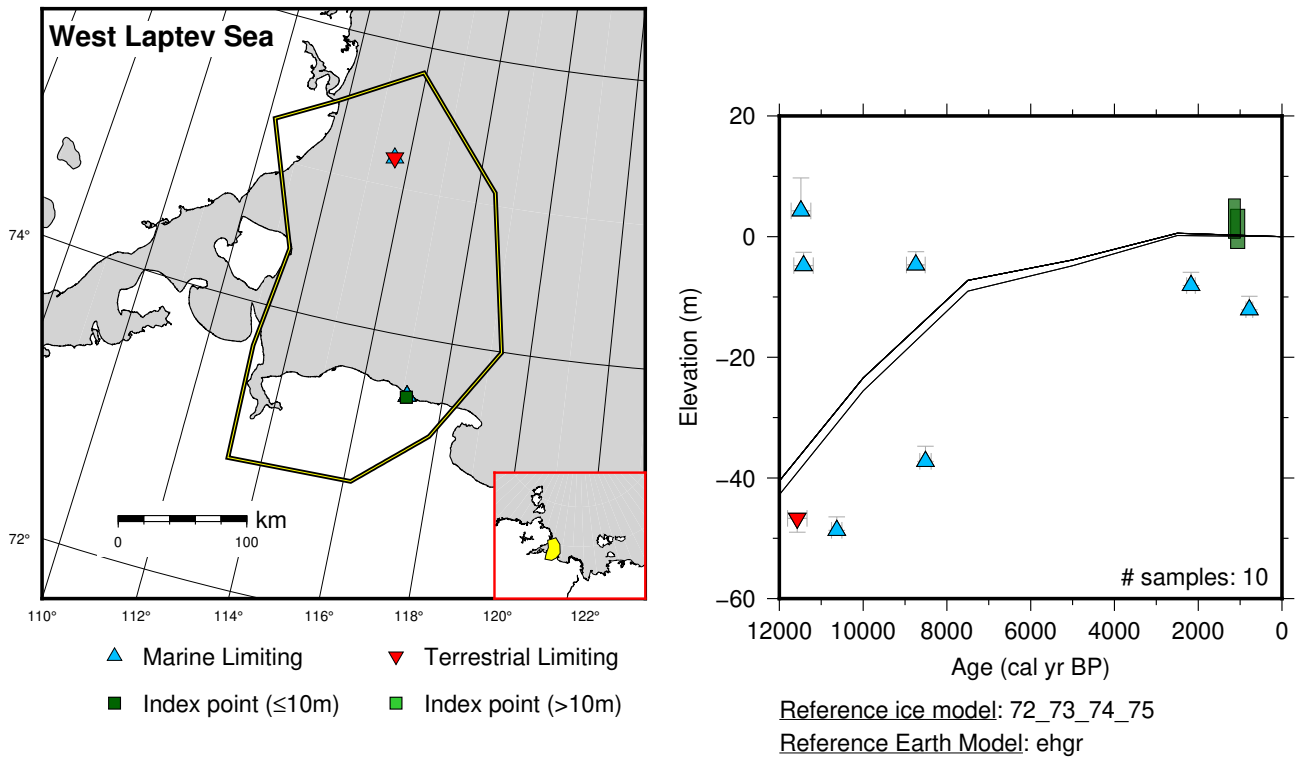 West Laptev Sea
74°
72°
km
0 100
110° 112° 114° 116° 118° 120° 122°
Marine Limiting
Terrestrial Limiting
Index point (≤10m)
Index point (>10m)
20
0
−20
−40
−60
Elevation (m)
# samples: 10
12000 10000 8000 6000 4000 2000 0
Age (cal yr BP)
Reference ice model: 72_73_74_75
Reference Earth Model: ehgr